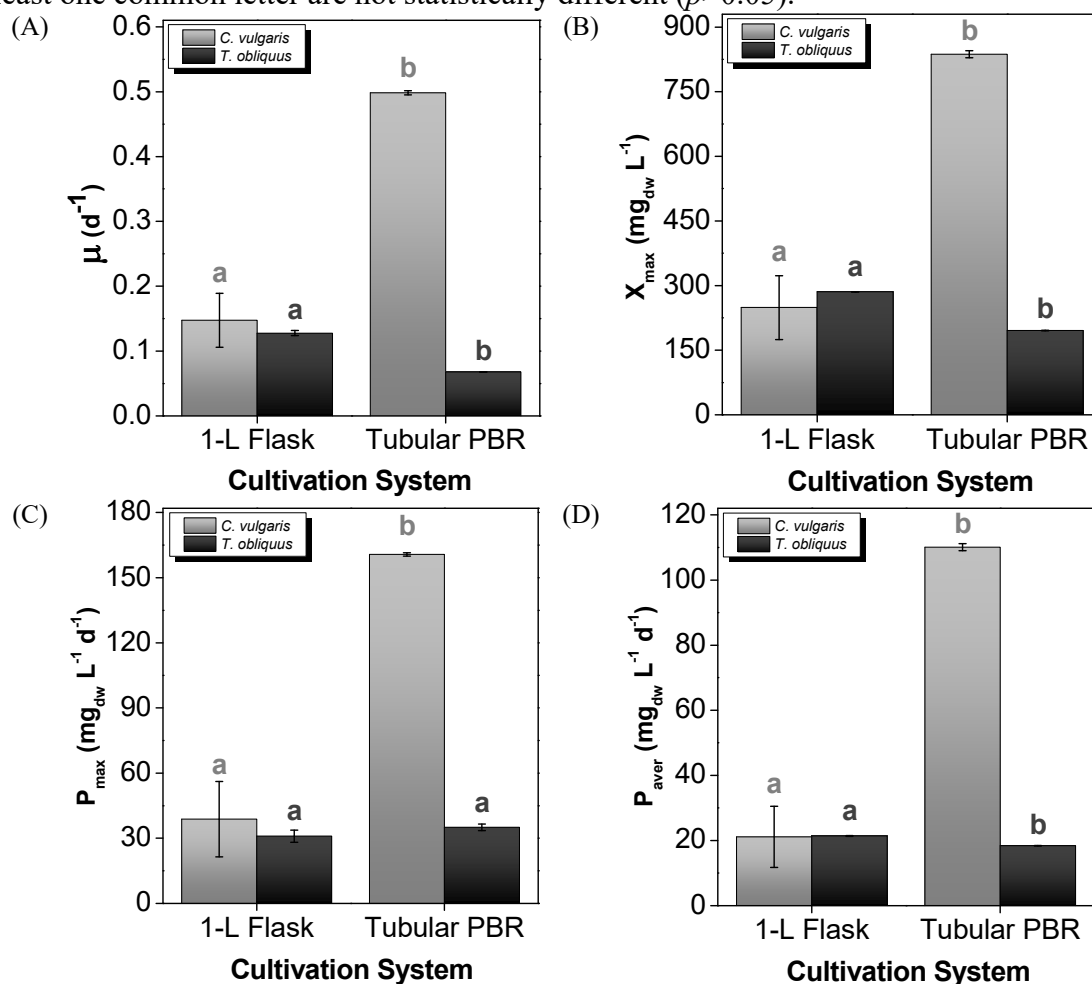 least one common letter are not statistically different (p>0.05).
(A)
C. vulgaris
T. obliquus
0.6
0.5
0.4
0.3
0.2
0.1
0.0
μ (d⁻¹)
a
a
b
b
1-L Flask Tubular PBR
Cultivation System
(B)
C. vulgaris
T. obliquus
900
750
600
450
300
150
0
Xmax (mgdw L⁻¹)
a
a
b
b
1-L Flask Tubular PBR
Cultivation System
(C)
C. vulgaris
T. obliquus
180
150
120
90
60
30
0
Pmax (mgdw L⁻¹ d⁻¹)
a
a
b
a
1-L Flask Tubular PBR
Cultivation System
(D)
C. vulgaris
T. obliquus
120
100
80
60
40
20
0
Paver (mgdw L⁻¹ d⁻¹)
a
a
b
b
1-L Flask Tubular PBR
Cultivation System